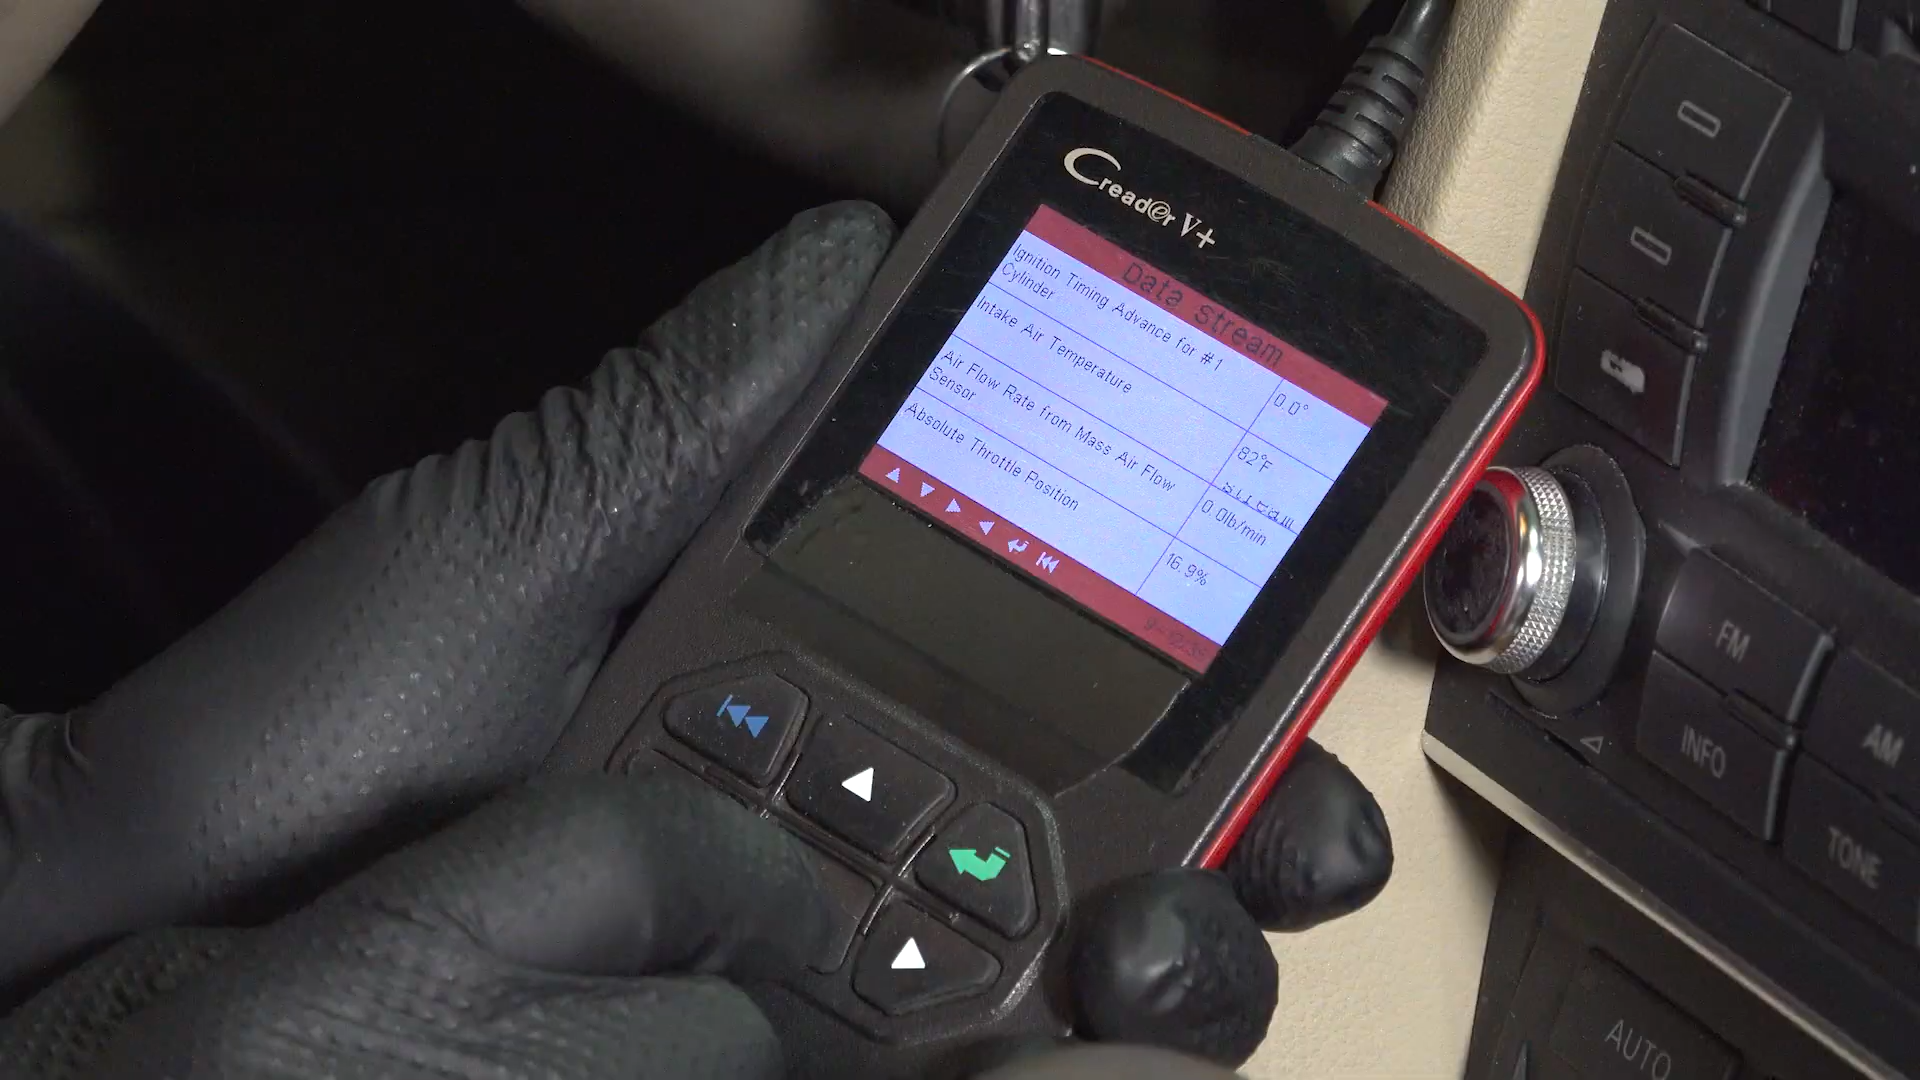 Creader V+
Data stream
Ignition Timing Advance for #1
Cylinder
0.0°
Intake Air Temperature
82°F
Air Flow Rate from Mass Air Flow
Sensor
0.0lb/min
Absolute Throttle Position
16.9%
FM
AM
INFO
TONE
AUTO